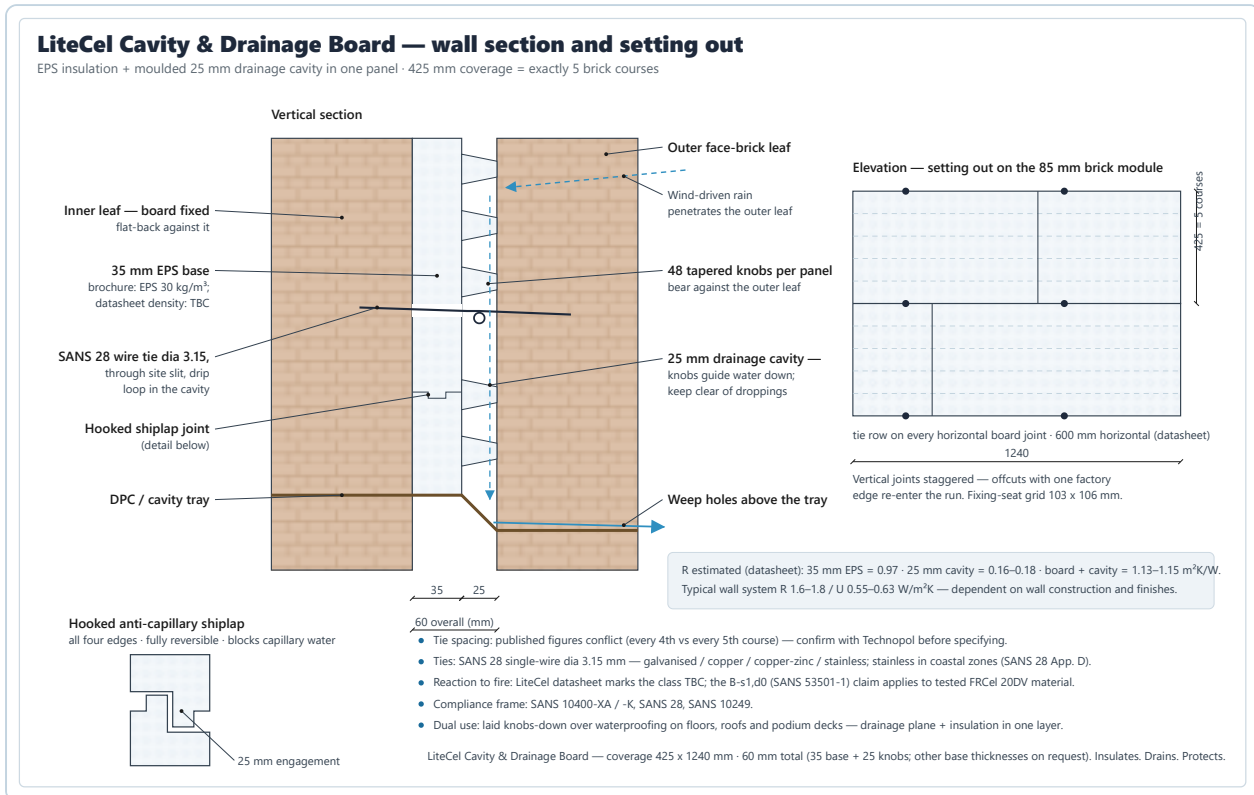 LiteCel Cavity & Drainage Board — wall section and setting out
EPS insulation + moulded 25 mm drainage cavity in one panel · 425 mm coverage = exactly 5 brick courses
Vertical section
Inner leaf — board fixed
flat-back against it
35 mm EPS base
brochure: EPS 30 kg/m³;
datasheet density: TBC
SANS 28 wire tie dia 3.15,
through site slit, drip
loop in the cavity
Hooked shiplap joint
(detail below)
DPC / cavity tray
Outer face-brick leaf
Wind-driven rain
penetrates the outer leaf
48 tapered knobs per panel
bear against the outer leaf
25 mm drainage cavity —
knobs guide water down;
keep clear of droppings
Weep holes above the tray
35
25
60 overall (mm)
Elevation — setting out on the 85 mm brick module
425 = 5 courses
tie row on every horizontal board joint · 600 mm horizontal (datasheet)
1240
Vertical joints staggered — offcuts with one factory
edge re-enter the run. Fixing-seat grid 103 x 106 mm.
R estimated (datasheet): 35 mm EPS = 0.97 · 25 mm cavity = 0.16–0.18 · board + cavity = 1.13–1.15 m²K/W.
Typical wall system R 1.6–1.8 / U 0.55–0.63 W/m²K — dependent on wall construction and finishes.
Hooked anti-capillary shiplap
all four edges · fully reversible · blocks capillary water
25 mm engagement
Tie spacing: published figures conflict (every 4th vs every 5th course) — confirm with Technopol before specifying.
Ties: SANS 28 single-wire dia 3.15 mm — galvanised / copper / copper-zinc / stainless; stainless in coastal zones (SANS 28 App. D).
Reaction to fire: LiteCel datasheet marks the class TBC; the B-s1,d0 (SANS 53501-1) claim applies to tested FRCel 20DV material.
Compliance frame: SANS 10400-XA / -K, SANS 28, SANS 10249.
Dual use: laid knobs-down over waterproofing on floors, roofs and podium decks — drainage plane + insulation in one layer.
LiteCel Cavity & Drainage Board — coverage 425 x 1240 mm · 60 mm total (35 base + 25 knobs; other base thicknesses on request). Insulates. Drains. Protects.